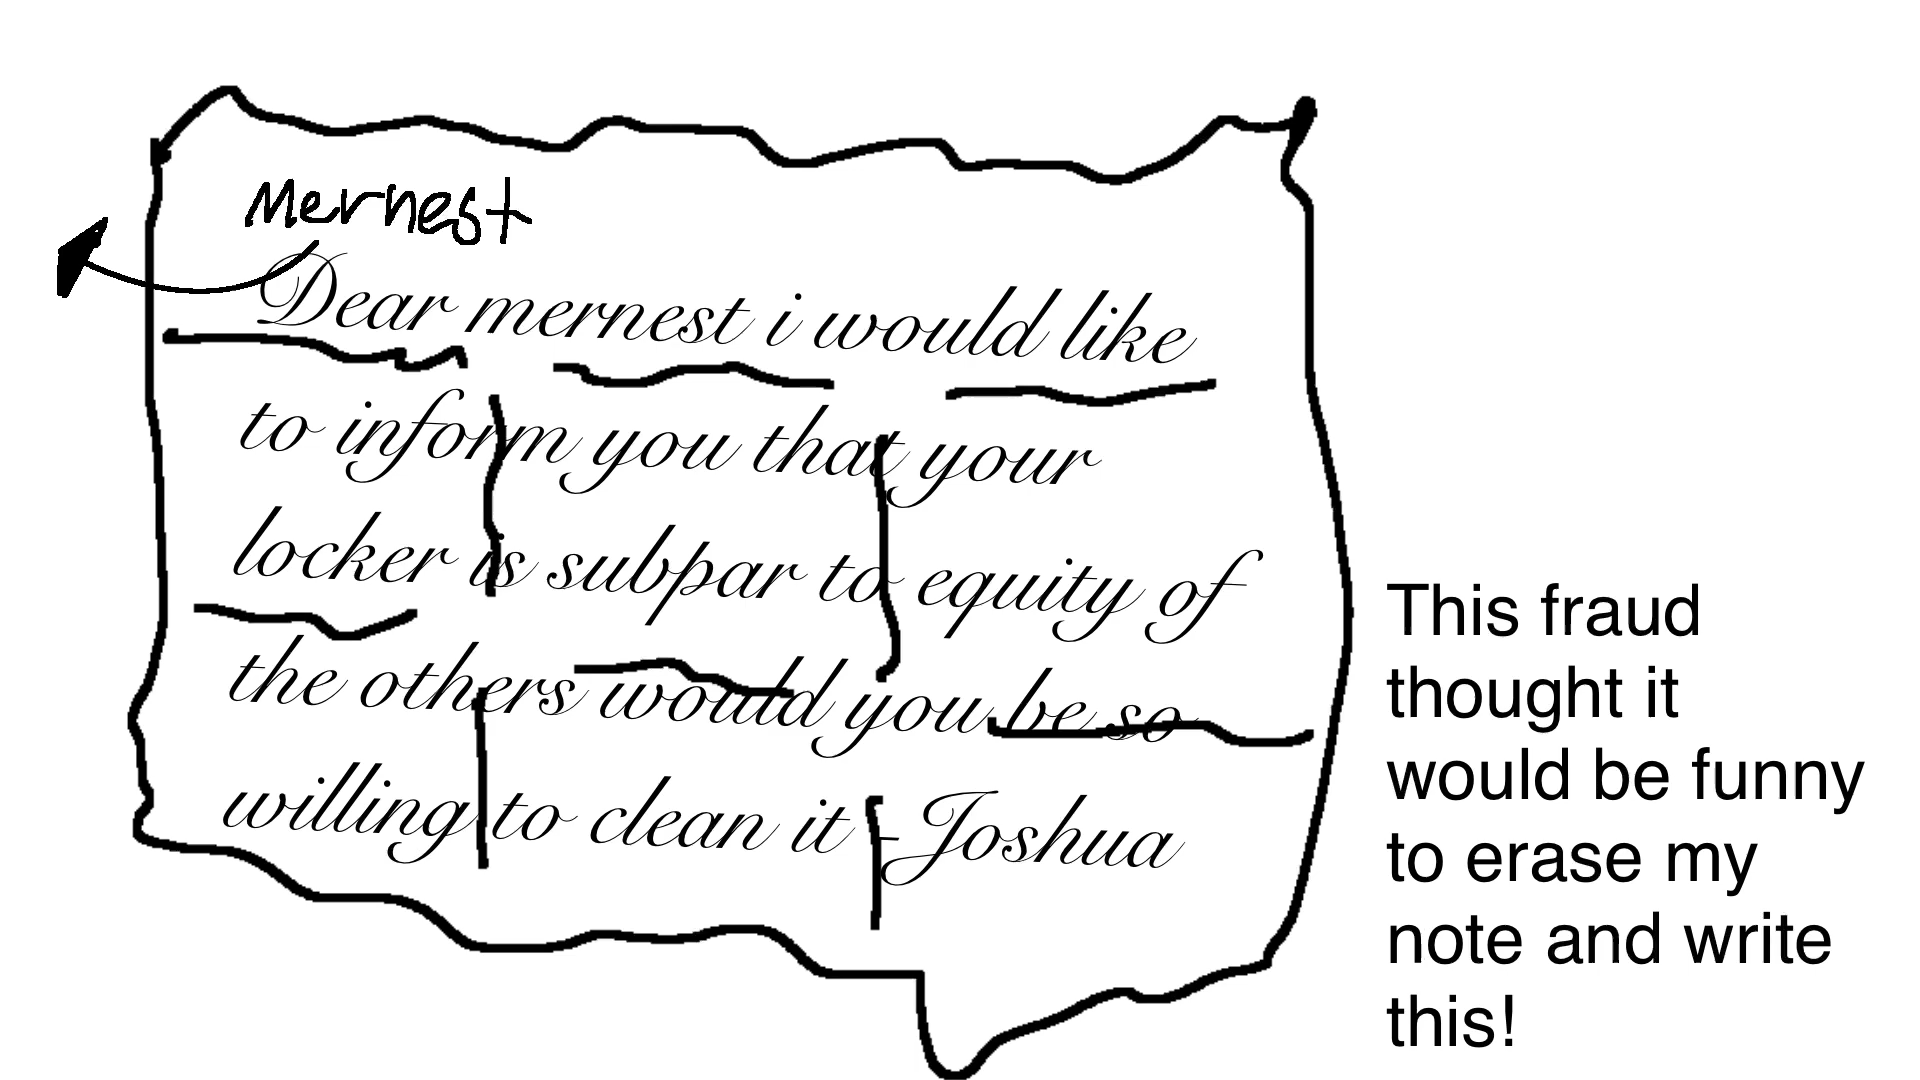 Mernest
Dear mernest i would like
to inform you that your
locker is subpar to equity of
the others would you be so
willing to clean it -Joshua
This fraud
thought it
would be funny
to erase my
note and write
this!